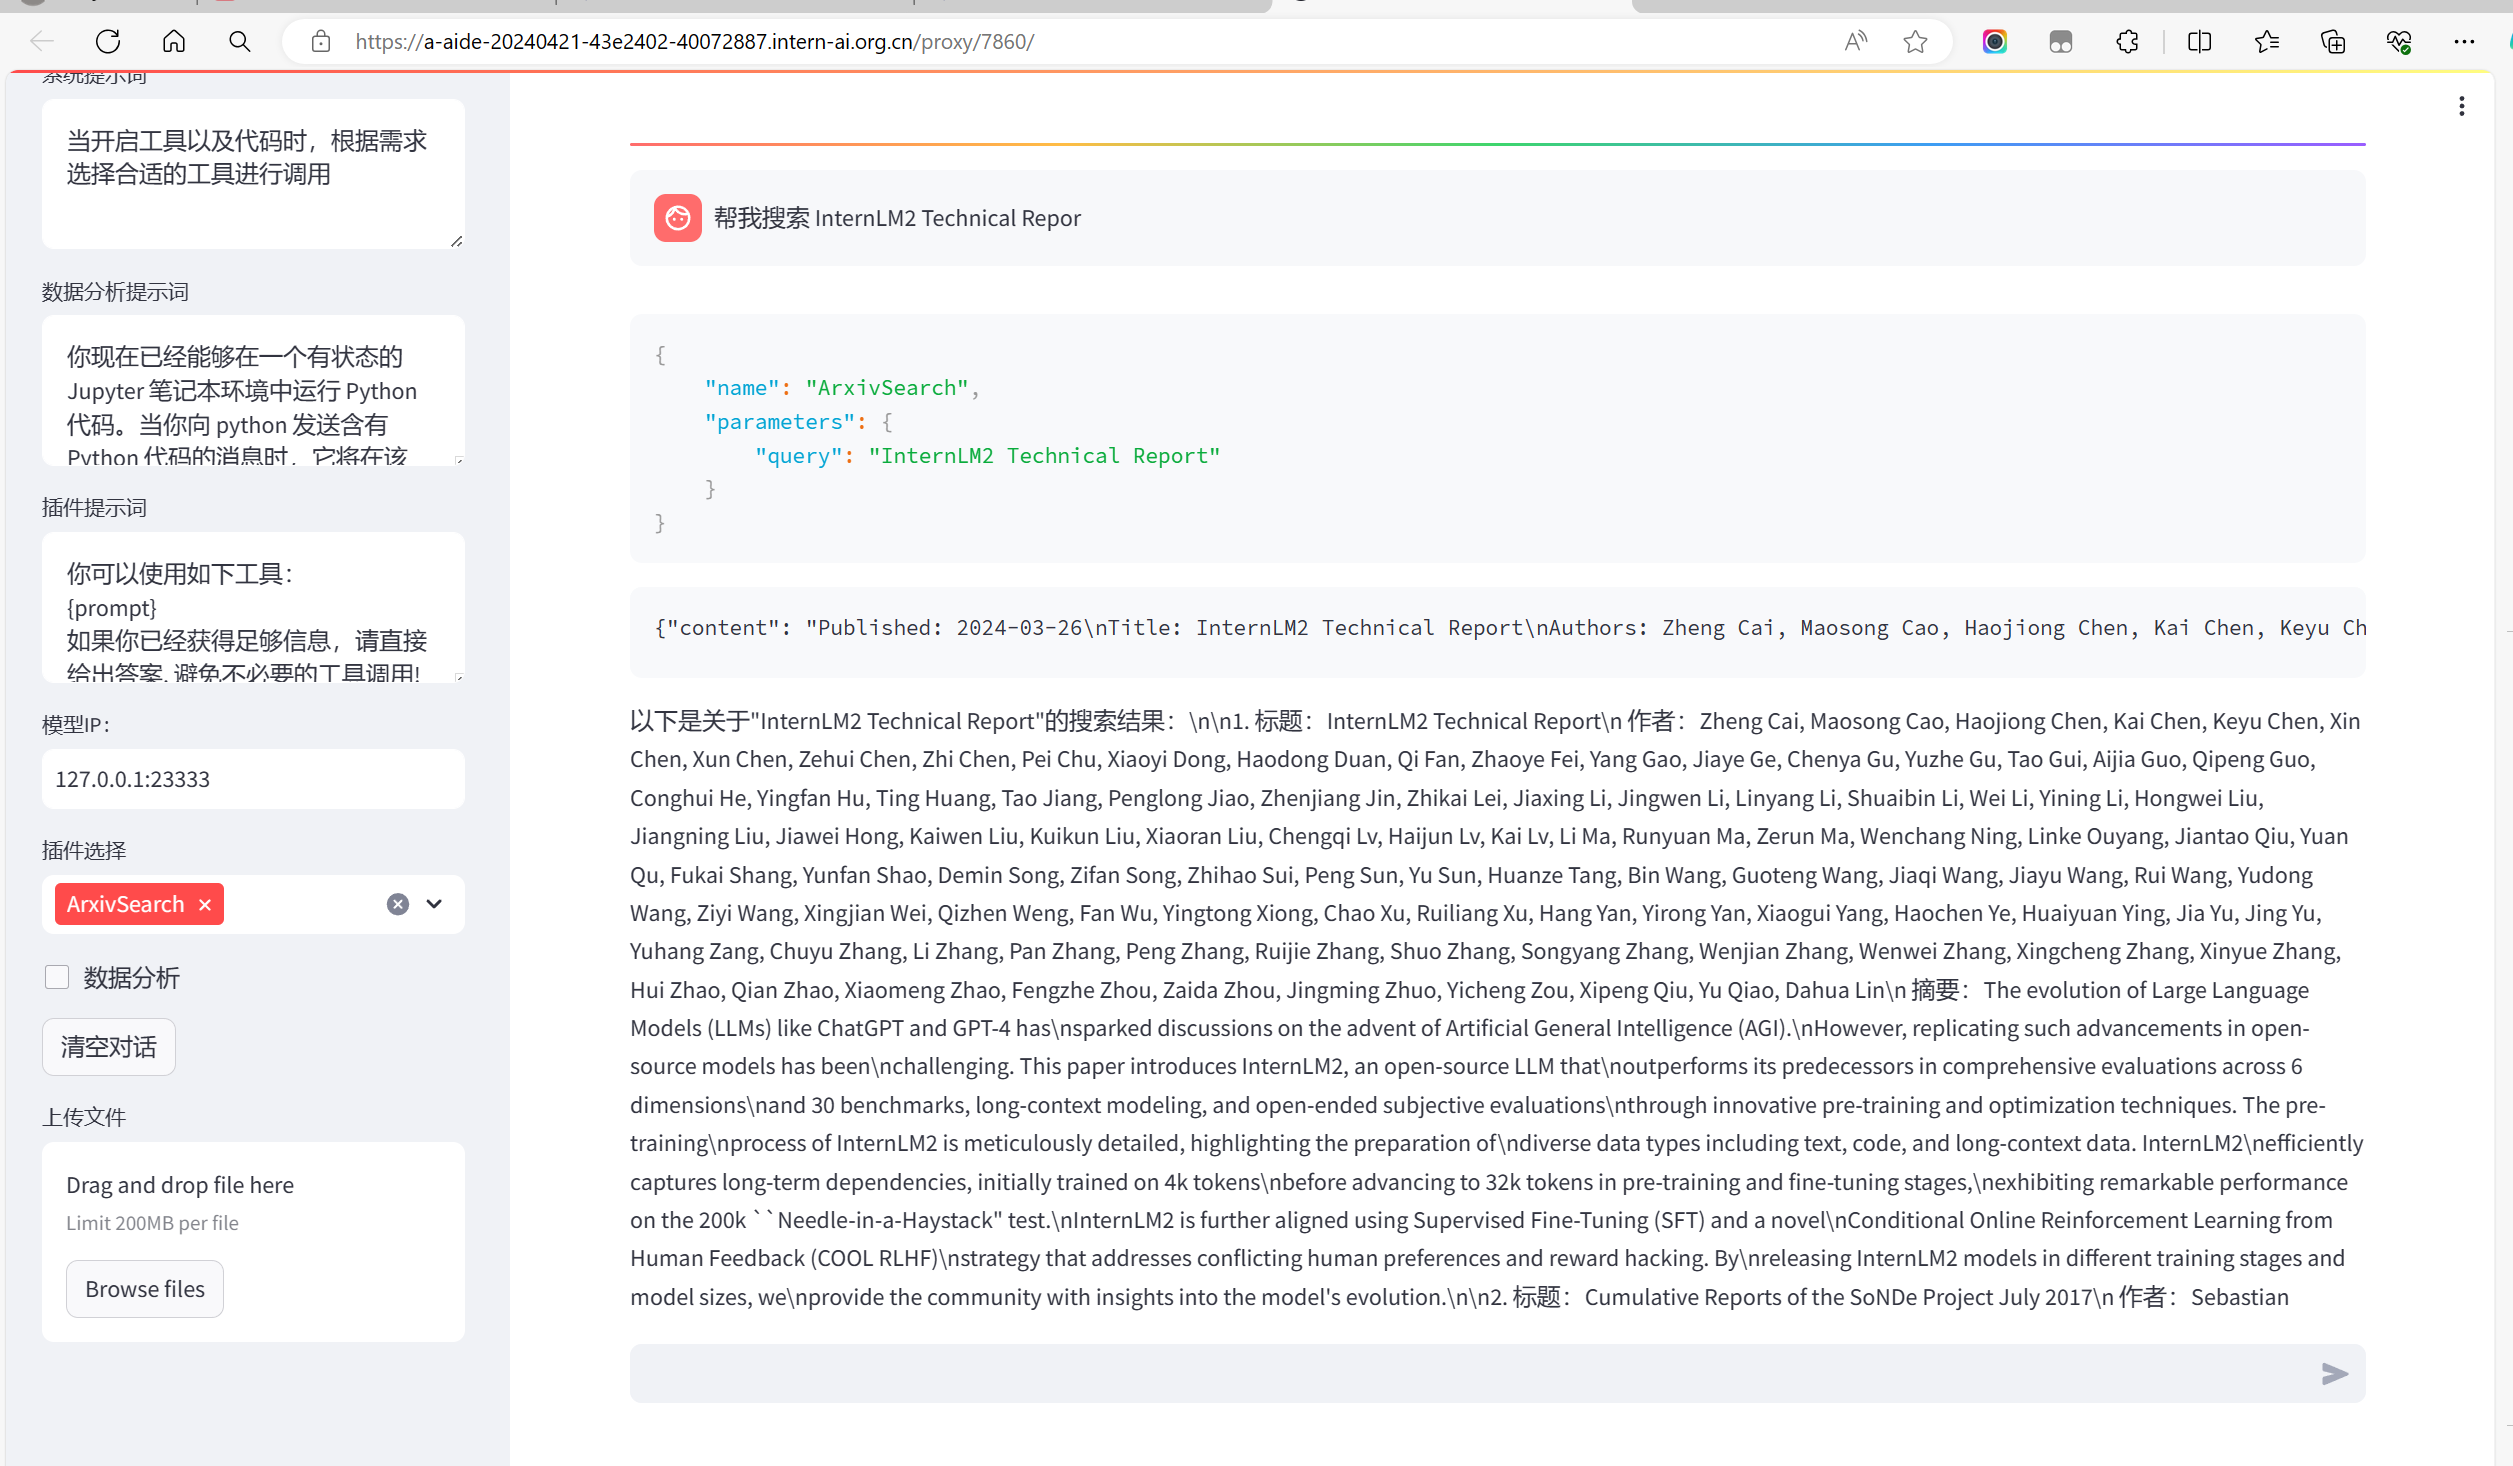 https://a-aide-20240421-43e2402-40072887.intern-ai.org.cn/proxy/7860/
系统提示词
当开启工具以及代码时，根据需求
选择合适的工具进行调用
数据分析提示词
你现在已经能够在一个有状态的
Jupyter 笔记本环境中运行 Python
代码。当你向 python 发送含有
Python 代码的消息时，它将在该
插件提示词
你可以使用如下工具：
{prompt}
如果你已经获得足够信息，请直接
给出答案. 避免不必要的工具调用!
模型IP：
127.0.0.1:23333
插件选择
ArxivSearch
数据分析
清空对话
上传文件
Drag and drop file here
Limit 200MB per file
Browse files
帮我搜索 InternLM2 Technical Repor
{
    "name": "ArxivSearch",
    "parameters": {
        "query": "InternLM2 Technical Report"
    }
}
{"content": "Published: 2024-03-26\nTitle: InternLM2 Technical Report\nAuthors: Zheng Cai, Maosong Cao, Haojiong Chen, Kai Chen, Keyu Ch
以下是关于"InternLM2 Technical Report"的搜索结果：\n\n1. 标题：InternLM2 Technical Report\n 作者：Zheng Cai, Maosong Cao, Haojiong Chen, Kai Chen, Keyu Chen, Xin
Chen, Xun Chen, Zehui Chen, Zhi Chen, Pei Chu, Xiaoyi Dong, Haodong Duan, Qi Fan, Zhaoye Fei, Yang Gao, Jiaye Ge, Chenya Gu, Yuzhe Gu, Tao Gui, Aijia Guo, Qipeng Guo,
Conghui He, Yingfan Hu, Ting Huang, Tao Jiang, Penglong Jiao, Zhenjiang Jin, Zhikai Lei, Jiaxing Li, Jingwen Li, Linyang Li, Shuaibin Li, Wei Li, Yining Li, Hongwei Liu,
Jiangning Liu, Jiawei Hong, Kaiwen Liu, Kuikun Liu, Xiaoran Liu, Chengqi Lv, Haijun Lv, Kai Lv, Li Ma, Runyuan Ma, Zerun Ma, Wenchang Ning, Linke Ouyang, Jiantao Qiu, Yuan
Qu, Fukai Shang, Yunfan Shao, Demin Song, Zifan Song, Zhihao Sui, Peng Sun, Yu Sun, Huanze Tang, Bin Wang, Guoteng Wang, Jiaqi Wang, Jiayu Wang, Rui Wang, Yudong
Wang, Ziyi Wang, Xingjian Wei, Qizhen Weng, Fan Wu, Yingtong Xiong, Chao Xu, Ruiliang Xu, Hang Yan, Yirong Yan, Xiaogui Yang, Haochen Ye, Huaiyuan Ying, Jia Yu, Jing Yu,
Yuhang Zang, Chuyu Zhang, Li Zhang, Pan Zhang, Peng Zhang, Ruijie Zhang, Shuo Zhang, Songyang Zhang, Wenjian Zhang, Wenwei Zhang, Xingcheng Zhang, Xinyue Zhang,
Hui Zhao, Qian Zhao, Xiaomeng Zhao, Fengzhe Zhou, Zaida Zhou, Jingming Zhuo, Yicheng Zou, Xipeng Qiu, Yu Qiao, Dahua Lin\n 摘要：The evolution of Large Language
Models (LLMs) like ChatGPT and GPT-4 has\nsparked discussions on the advent of Artificial General Intelligence (AGI).\nHowever, replicating such advancements in open-
source models has been\nchallenging. This paper introduces InternLM2, an open-source LLM that\noutperforms its predecessors in comprehensive evaluations across 6
dimensions\nand 30 benchmarks, long-context modeling, and open-ended subjective evaluations\nthrough innovative pre-training and optimization techniques. The pre-
training\nprocess of InternLM2 is meticulously detailed, highlighting the preparation of\ndiverse data types including text, code, and long-context data. InternLM2\nefficiently
captures long-term dependencies, initially trained on 4k tokens\nbefore advancing to 32k tokens in pre-training and fine-tuning stages,\nexhibiting remarkable performance
on the 200k ``Needle-in-a-Haystack" test.\nInternLM2 is further aligned using Supervised Fine-Tuning (SFT) and a novel\nConditional Online Reinforcement Learning from
Human Feedback (COOL RLHF)\nstrategy that addresses conflicting human preferences and reward hacking. By\nreleasing InternLM2 models in different training stages and
model sizes, we\nprovide the community with insights into the model's evolution.\n\n2. 标题：Cumulative Reports of the SoNDe Project July 2017\n 作者：Sebastian